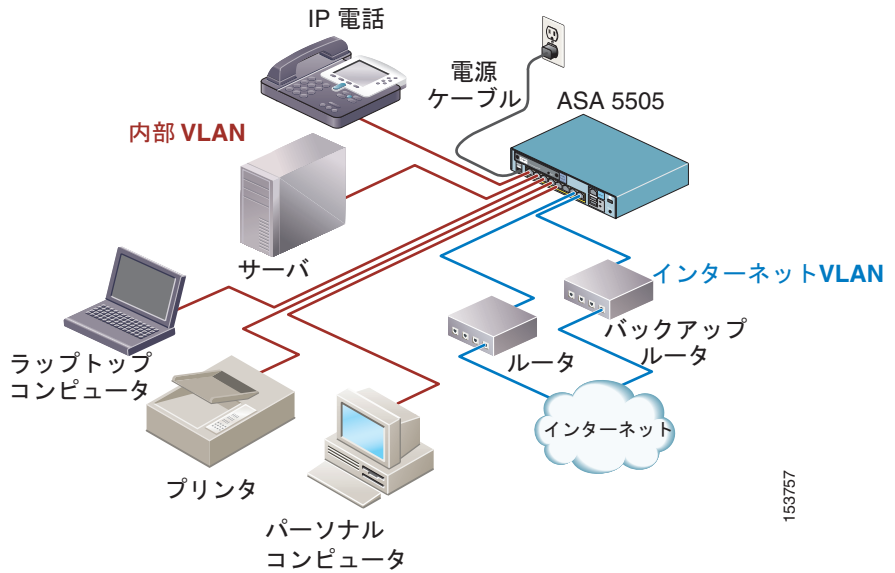 IP 電話
電源
ケーブル
ASA 5505
内部 VLAN
サーバ
インターネットVLAN
バックアップ
ルータ
ルータ
ラップトップ
コンピュータ
インターネット
プリンタ
パーソナル
コンピュータ
153757